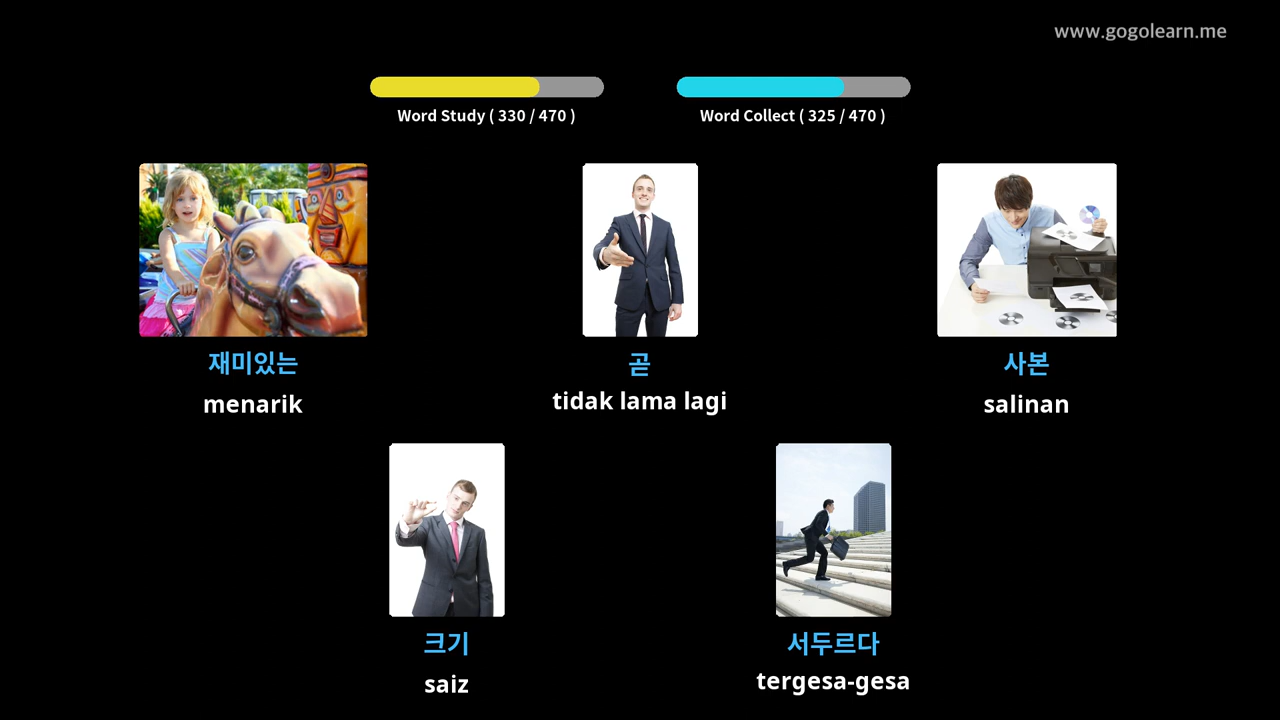 www.gogolearn.me
Word Study ( 330 / 470 )
Word Collect ( 325 / 470 )
재미있는
menarik
곧
tidak lama lagi
사본
salinan
크기
saiz
서두르다
tergesa-gesa